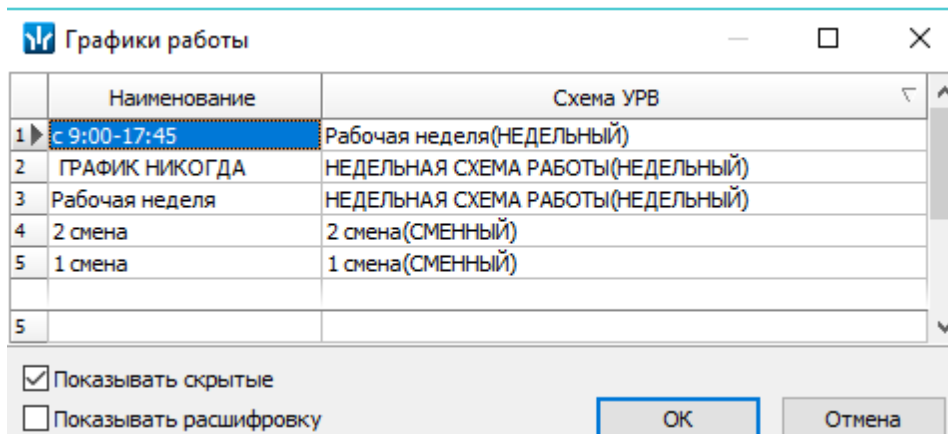 Графики работы
Наименование Схема УРВ
1 с 9:00-17:45 Рабочая неделя(НЕДЕЛЬНЫЙ)
2 ГРАФИК НИКОГДА НЕДЕЛЬНАЯ СХЕМА РАБОТЫ(НЕДЕЛЬНЫЙ)
3 Рабочая неделя НЕДЕЛЬНАЯ СХЕМА РАБОТЫ(НЕДЕЛЬНЫЙ)
4 2 смена 2 смена(СМЕННЫЙ)
5 1 смена 1 смена(СМЕННЫЙ)
5
Показывать скрытые
Показывать расшифровку ОК Отмена